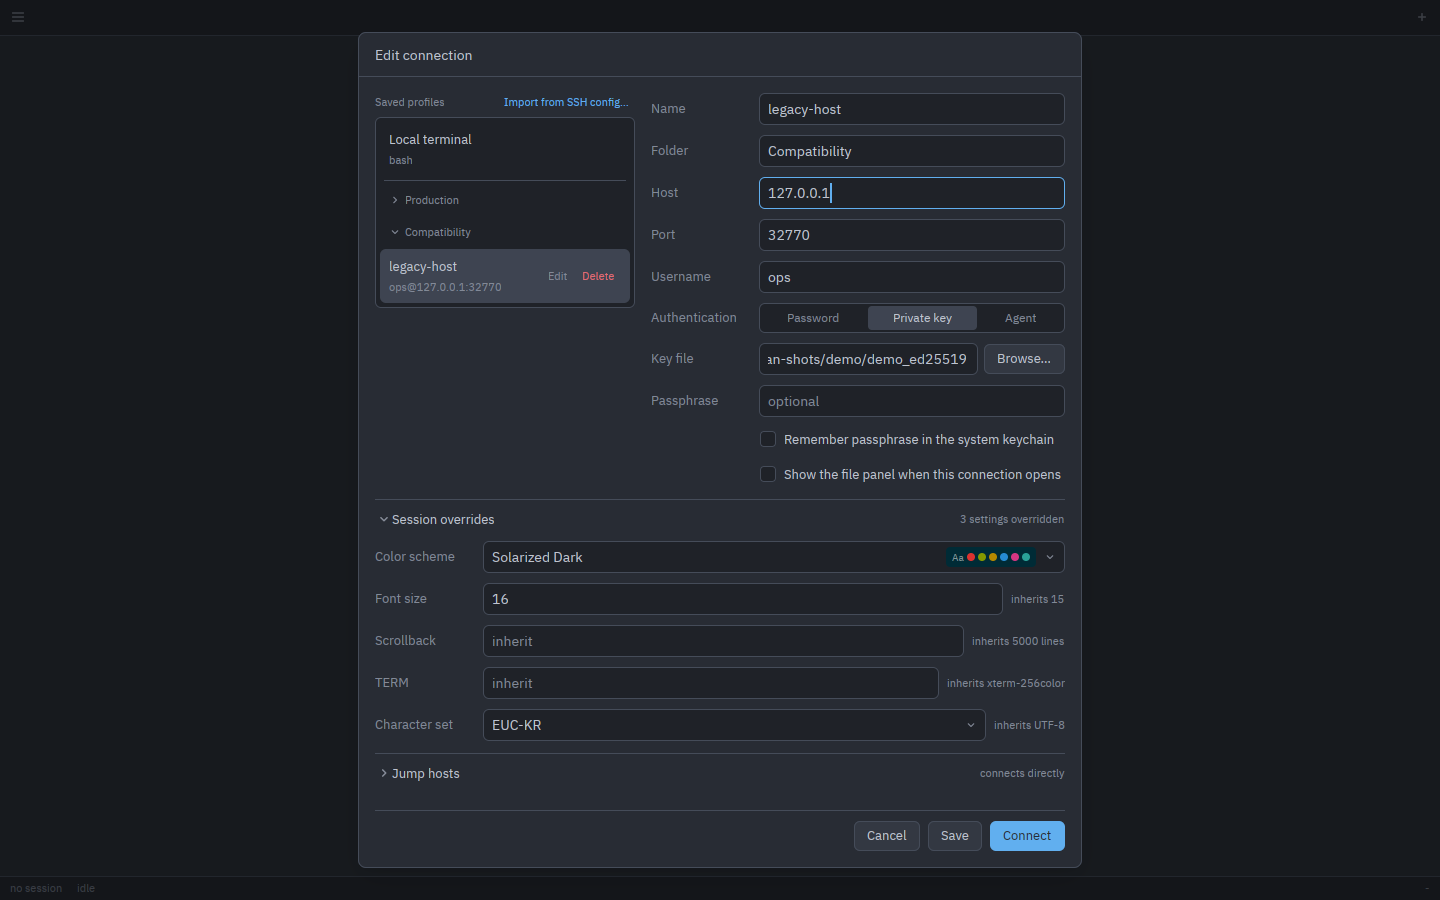 Edit connection
Saved profiles
Import from SSH config...
Local terminal
bash
Production
Compatibility
legacy-host
ops@127.0.0.1:32770
Edit
Delete
Name
legacy-host
Folder
Compatibility
Host
127.0.0.1
Port
32770
Username
ops
Authentication
Password
Private key
Agent
Key file
an-shots/demo/demo_ed25519
Browse...
Passphrase
optional
Remember passphrase in the system keychain
Show the file panel when this connection opens
Session overrides
3 settings overridden
Color scheme
Solarized Dark
Aa
Font size
16
inherits 15
Scrollback
inherit
inherits 5000 lines
TERM
inherit
inherits xterm-256color
Character set
EUC-KR
inherits UTF-8
Jump hosts
connects directly
Cancel
Save
Connect
no session
idle
-